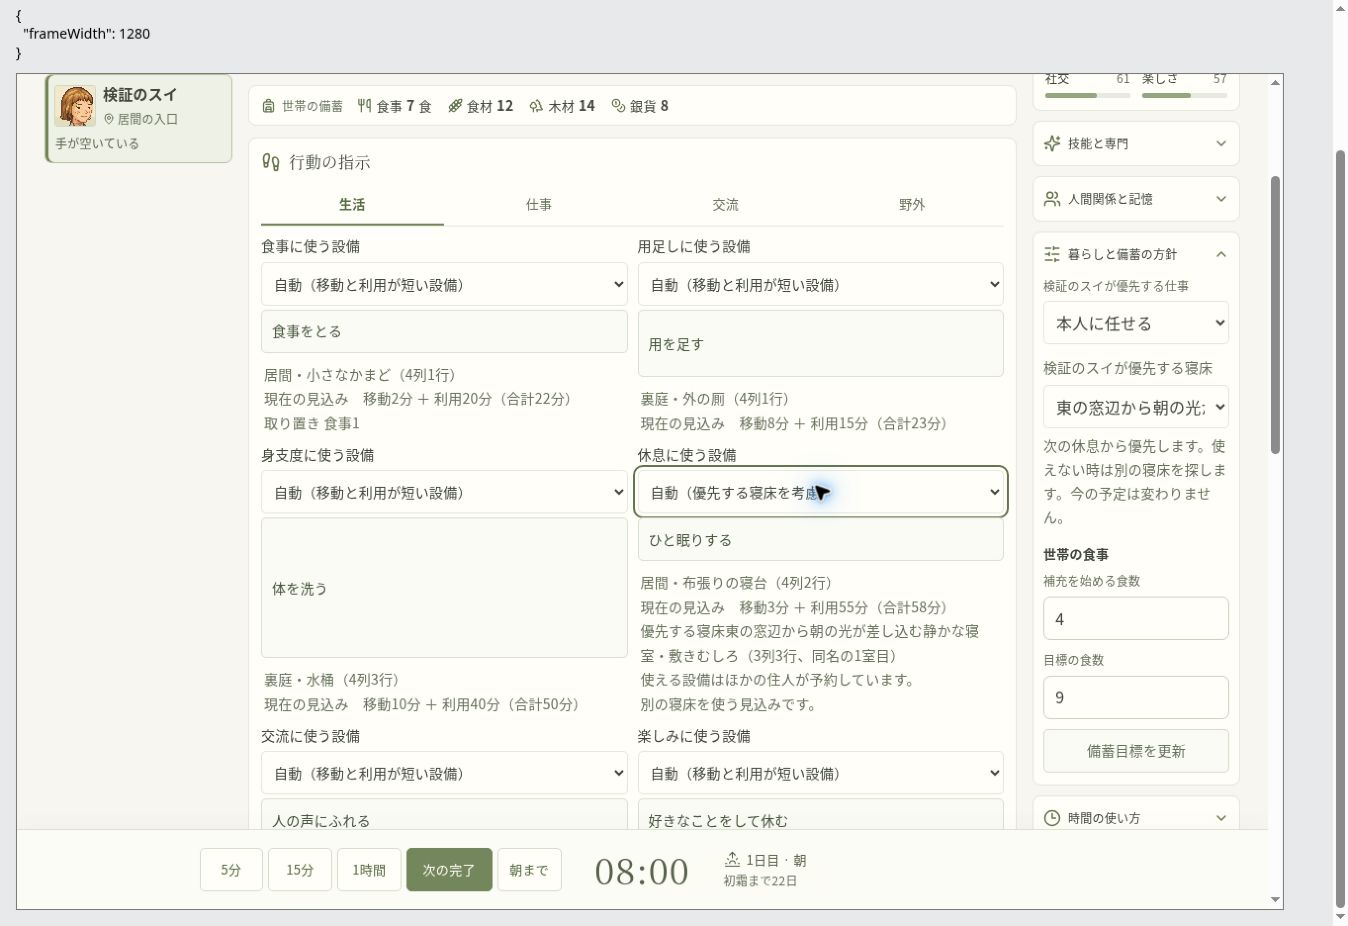 {
"frameWidth": 1280
}
検証のスイ
居間の入口
手が空いている
世帯の備蓄
食事 7 食
食材 12
木材 14
銀貨 8
行動の指示
生活
仕事
交流
野外
食事に使う設備
自動（移動と利用が短い設備）
食事をとる
居間・小さなかまど（4列1行）
現在の見込み　移動2分 ＋ 利用20分（合計22分）
取り置き 食事1
用足しに使う設備
自動（移動と利用が短い設備）
用を足す
裏庭・外の厠（4列1行）
現在の見込み　移動8分 ＋ 利用15分（合計23分）
身支度に使う設備
自動（移動と利用が短い設備）
体を洗う
裏庭・水桶（4列3行）
現在の見込み　移動10分 ＋ 利用40分（合計50分）
休息に使う設備
自動（優先する寝床を考慮
ひと眠りする
居間・布張りの寝台（4列2行）
現在の見込み　移動3分 ＋ 利用55分（合計58分）
優先する寝床東の窓辺から朝の光が差し込む静かな寝
室・敷きむしろ（3列3行、同名の1室目）
使える設備はほかの住人が予約しています。
別の寝床を使う見込みです。
交流に使う設備
自動（移動と利用が短い設備）
人の声にふれる
楽しみに使う設備
自動（移動と利用が短い設備）
好きなことをして休む
社交 61
楽しさ 57
技能と専門
人間関係と記憶
暮らしと備蓄の方針
検証のスイが優先する仕事
本人に任せる
検証のスイが優先する寝床
東の窓辺から朝の光
次の休息から優先します。使
えない時は別の寝床を探しま
す。今の予定は変わりませ
ん。
世帯の食事
補充を始める食数
4
目標の食数
9
備蓄目標を更新
時間の使い方
5分
15分
1時間
次の完了
朝まで
08:00
1日目 · 朝
初霜まで22日